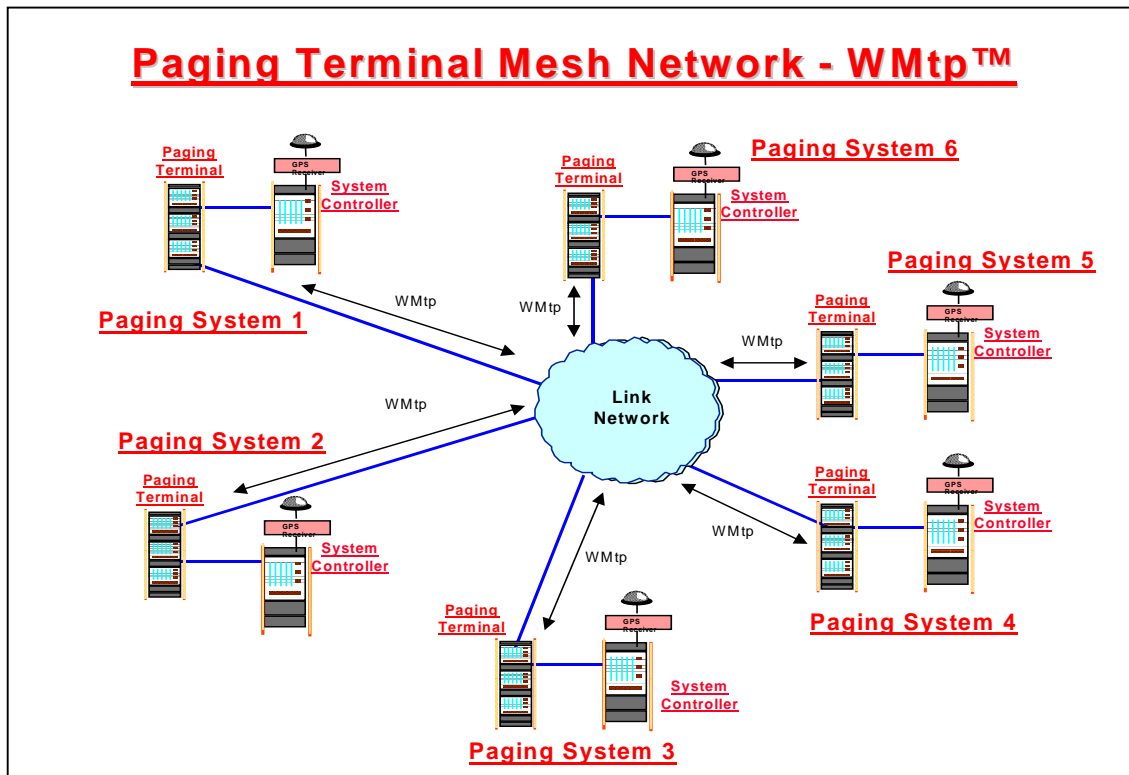 Paging Terminal Mesh Network - WMtp™
Paging
Terminal
GPS
Receiver
System
Controller
Paging System 1
WMtp
Paging System 6
Paging
Terminal
GPS
Receiver
System
Controller
WMtp
Paging System 5
Paging
Terminal
GPS
Receiver
System
Controller
WMtp
Link
Network
WMtp
Paging System 2
Paging
Terminal
GPS
Receiver
System
Controller
Paging
Terminal
GPS
Receiver
System
Controller
WMtp
Paging System 4
WMtp
Paging
Terminal
GPS
Receiver
System
Controller
Paging System 3